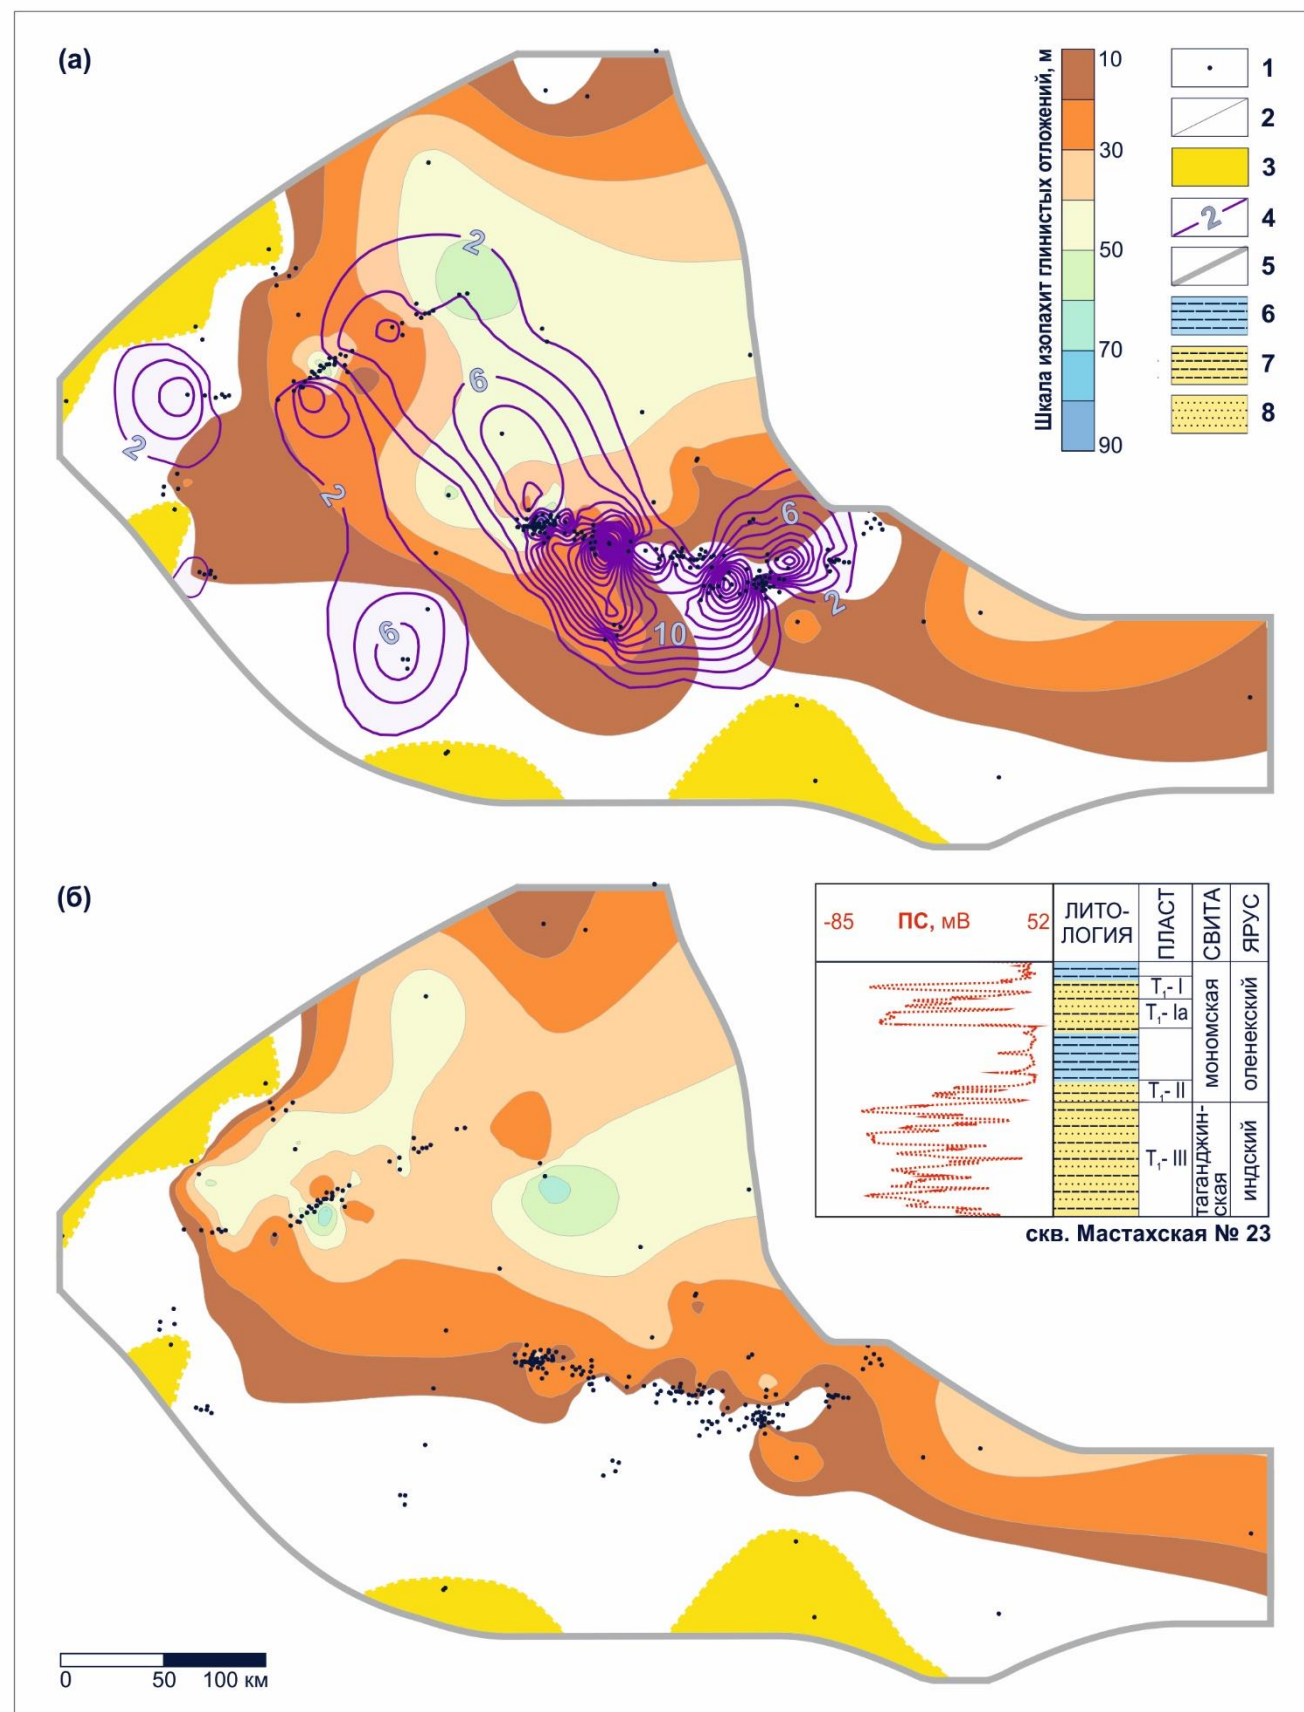 (а)
Шкала изопахит глинистых отложений, м
10
30
50
70
90
1
2
3
2
4
5
6
7
8
2
6
2
2
6
6
10
2
(б)
-85 ПС, мВ 52
ЛИТО-
ЛОГИЯ
ПЛАСТ
СВИТА
ЯРУС
T₁- I
T₁- Iа
T₁- II
T₁- III
мономская
таганджин-
ская
оленекский
индский
скв. Мастахская № 23
0 50 100 км